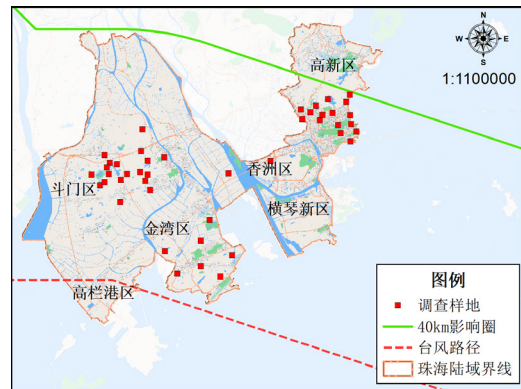 N
W E
S
1:1100000
高新区
香洲区
斗门区
横琴新区
金湾区
高栏港区
图例
调查样地
40km影响圈
台风路径
珠海陆域界线